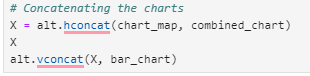 # Concatenating the charts
X = alt.hconcat(chart_map, combined_chart)
X
alt.vconcat(X, bar_chart)